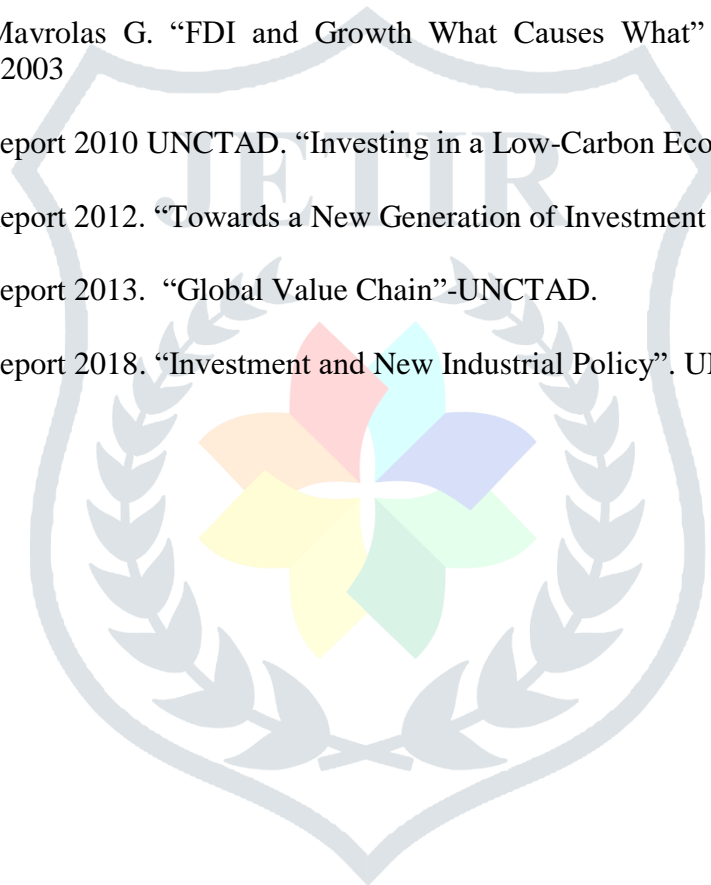 Mavrolas G. “FDI and Growth What Causes What”
2003
eport 2010 UNCTAD. “Investing in a Low-Carbon Eco
eport 2012. “Towards a New Generation of Investment
eport 2013. “Global Value Chain”-UNCTAD.
eport 2018. “Investment and New Industrial Policy”. U
JETIR